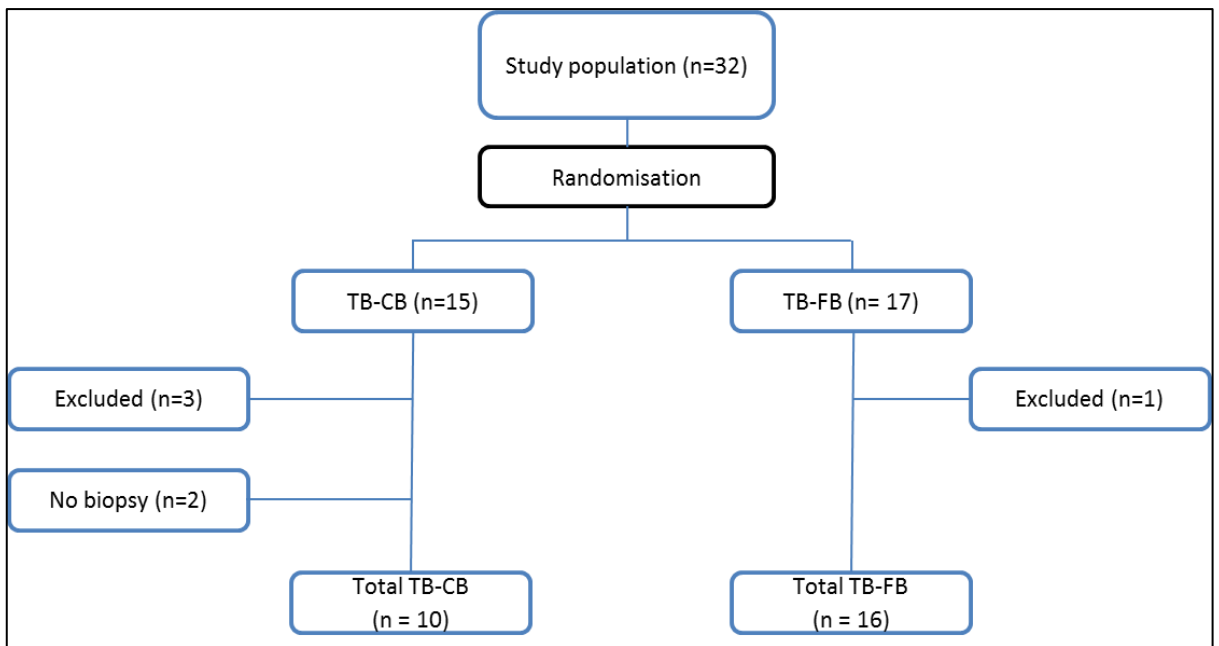 Study population (n=32)
Randomisation
TB-CB (n=15)
TB-FB (n= 17)
Excluded (n=3)
Excluded (n=1)
No biopsy (n=2)
Total TB-CB
(n = 10)
Total TB-FB
(n = 16)